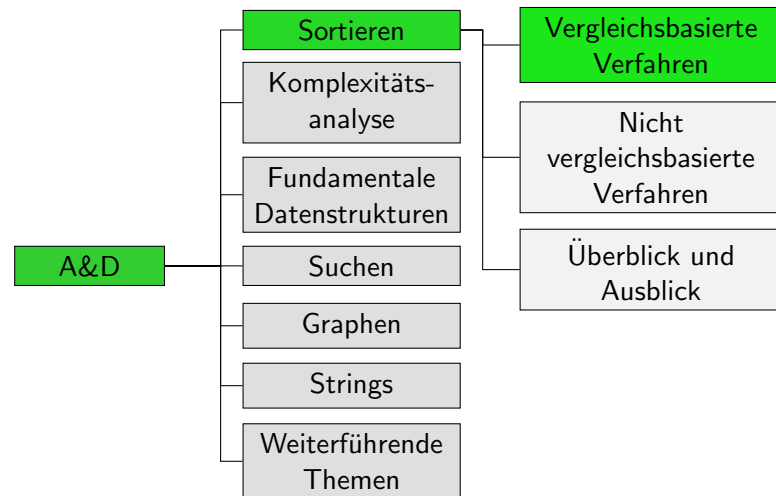 A&D
Sortieren
Komplexitäts-
analyse
Fundamentale
Datenstrukturen
Suchen
Graphen
Strings
Weiterführende
Themen
Vergleichsbasierte
Verfahren
Nicht
vergleichsbasierte
Verfahren
Überblick und
Ausblick